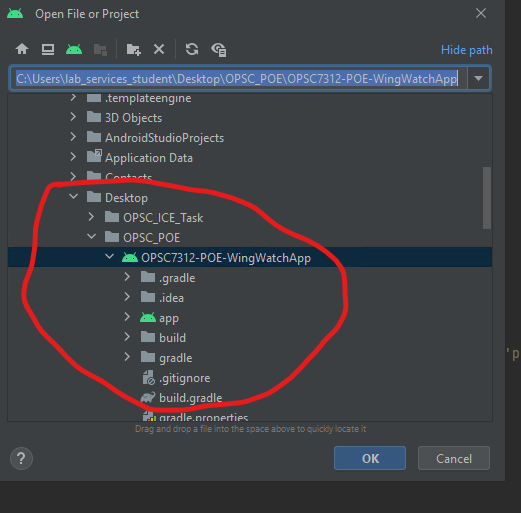 Open File or Project
Hide path
C:\Users\lab_services_student\Desktop\OPSC_POE\OPSC7312-POE-WingWatchApp
.templateengine
3D Objects
AndroidStudioProjects
Application Data
Contacts
Desktop
OPSC_ICE_Task
OPSC_POE
OPSC7312-POE-WingWatchApp
.gradle
.idea
app
build
gradle
.gitignore
build.gradle
gradle.properties
'p
Drag and drop a file into the space above to quickly locate it
?
OK
Cancel